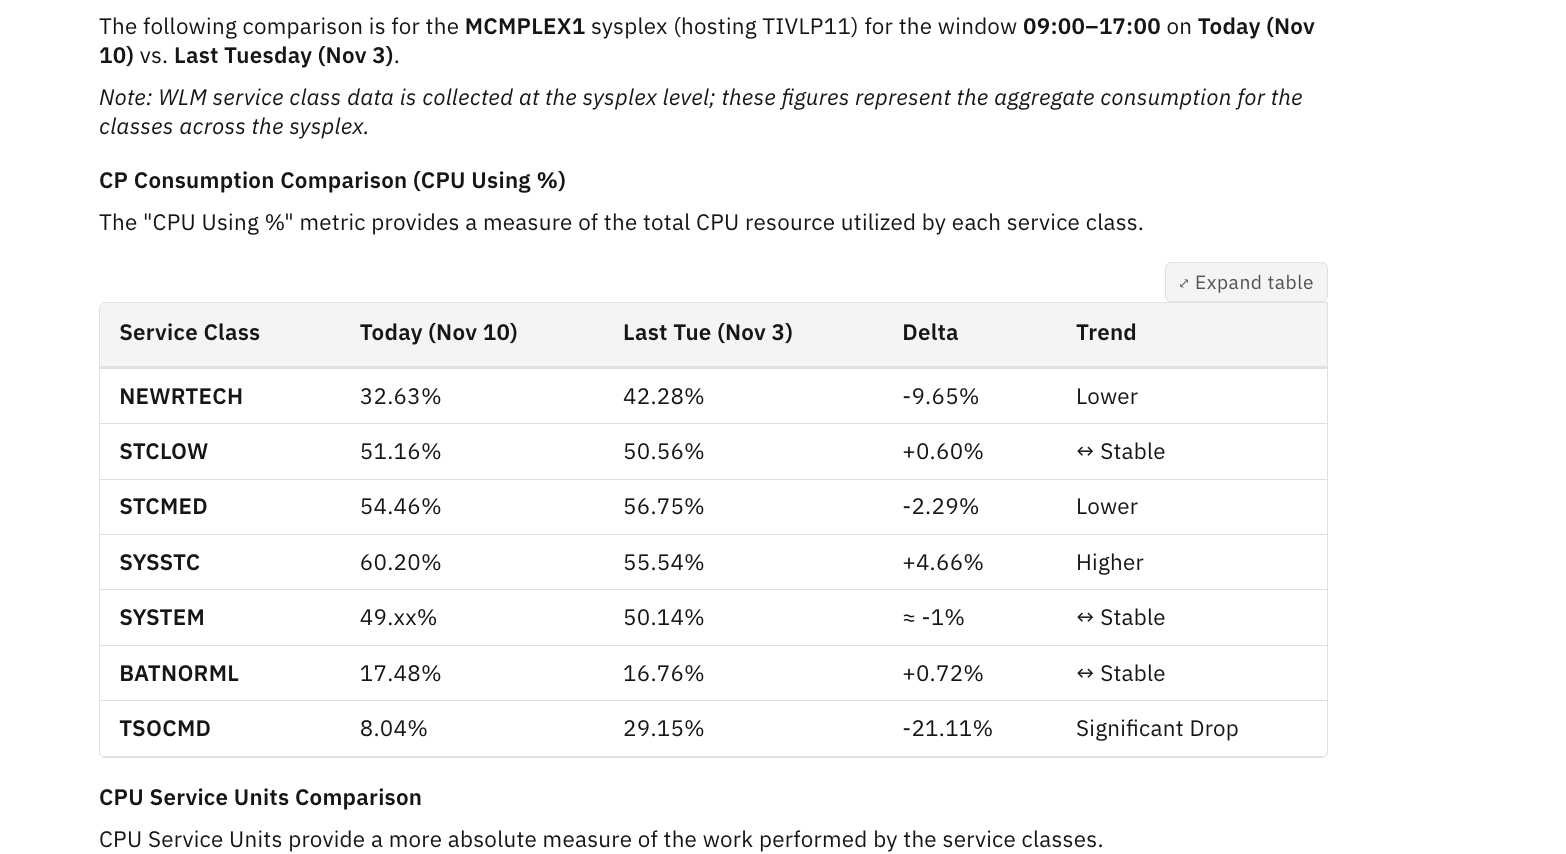 The following comparison is for the MCMPLEX1 sysplex (hosting TIVLP11) for the window 09:00–17:00 on Today (Nov
10) vs. Last Tuesday (Nov 3).
Note: WLM service class data is collected at the sysplex level; these figures represent the aggregate consumption for the
classes across the sysplex.
CP Consumption Comparison (CPU Using %)
The "CPU Using %" metric provides a measure of the total CPU resource utilized by each service class.
⤢ Expand table
Service Class Today (Nov 10) Last Tue (Nov 3) Delta Trend
NEWRTECH 32.63% 42.28% -9.65% Lower
STCLOW 51.16% 50.56% +0.60% ↔ Stable
STCMED 54.46% 56.75% -2.29% Lower
SYSSTC 60.20% 55.54% +4.66% Higher
SYSTEM 49.xx% 50.14% ≈ -1% ↔ Stable
BATNORML 17.48% 16.76% +0.72% ↔ Stable
TSOCMD 8.04% 29.15% -21.11% Significant Drop
CPU Service Units Comparison
CPU Service Units provide a more absolute measure of the work performed by the service classes.